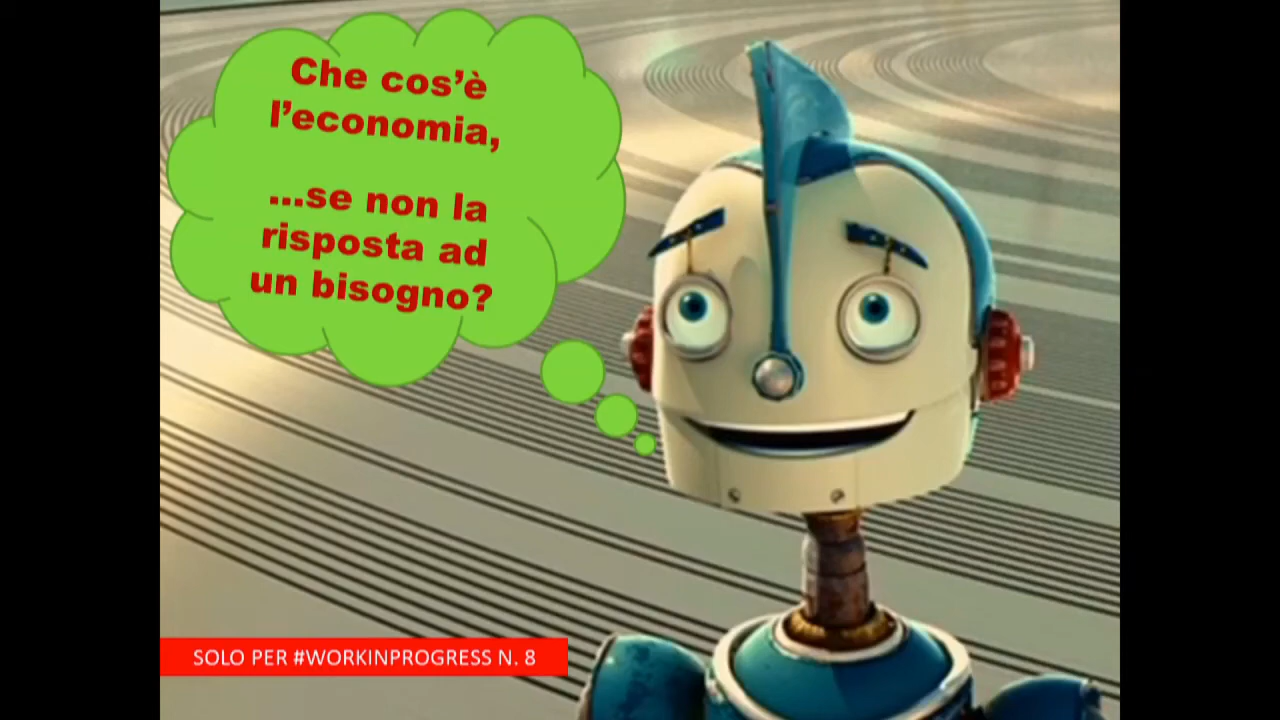 Che cos’è
l’economia,
...se non la
risposta ad
un bisogno?
SOLO PER #WORKINPROGRESS N. 8